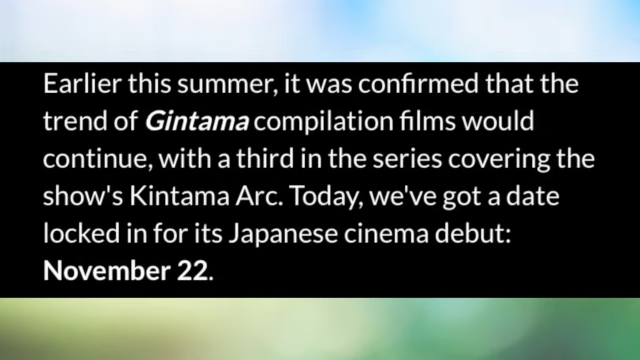 Earlier this summer, it was confirmed that the
trend of Gintama compilation films would
continue, with a third in the series covering the
show's Kintama Arc. Today, we've got a date
locked in for its Japanese cinema debut:
November 22.